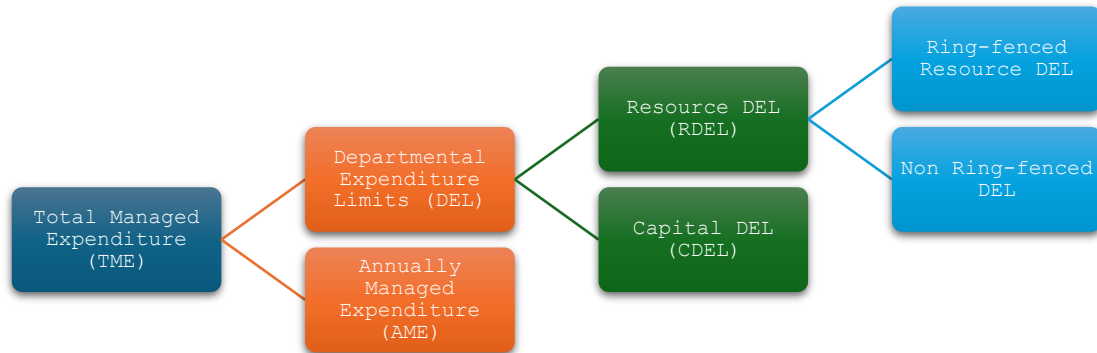 Total Managed
Expenditure
(TME)
Departmental
Expenditure
Limits (DEL)
Annually
Managed
Expenditure
(AME)
Resource DEL
(RDEL)
Capital DEL
(CDEL)
Ring-fenced
Resource DEL
Non Ring-fenced
DEL